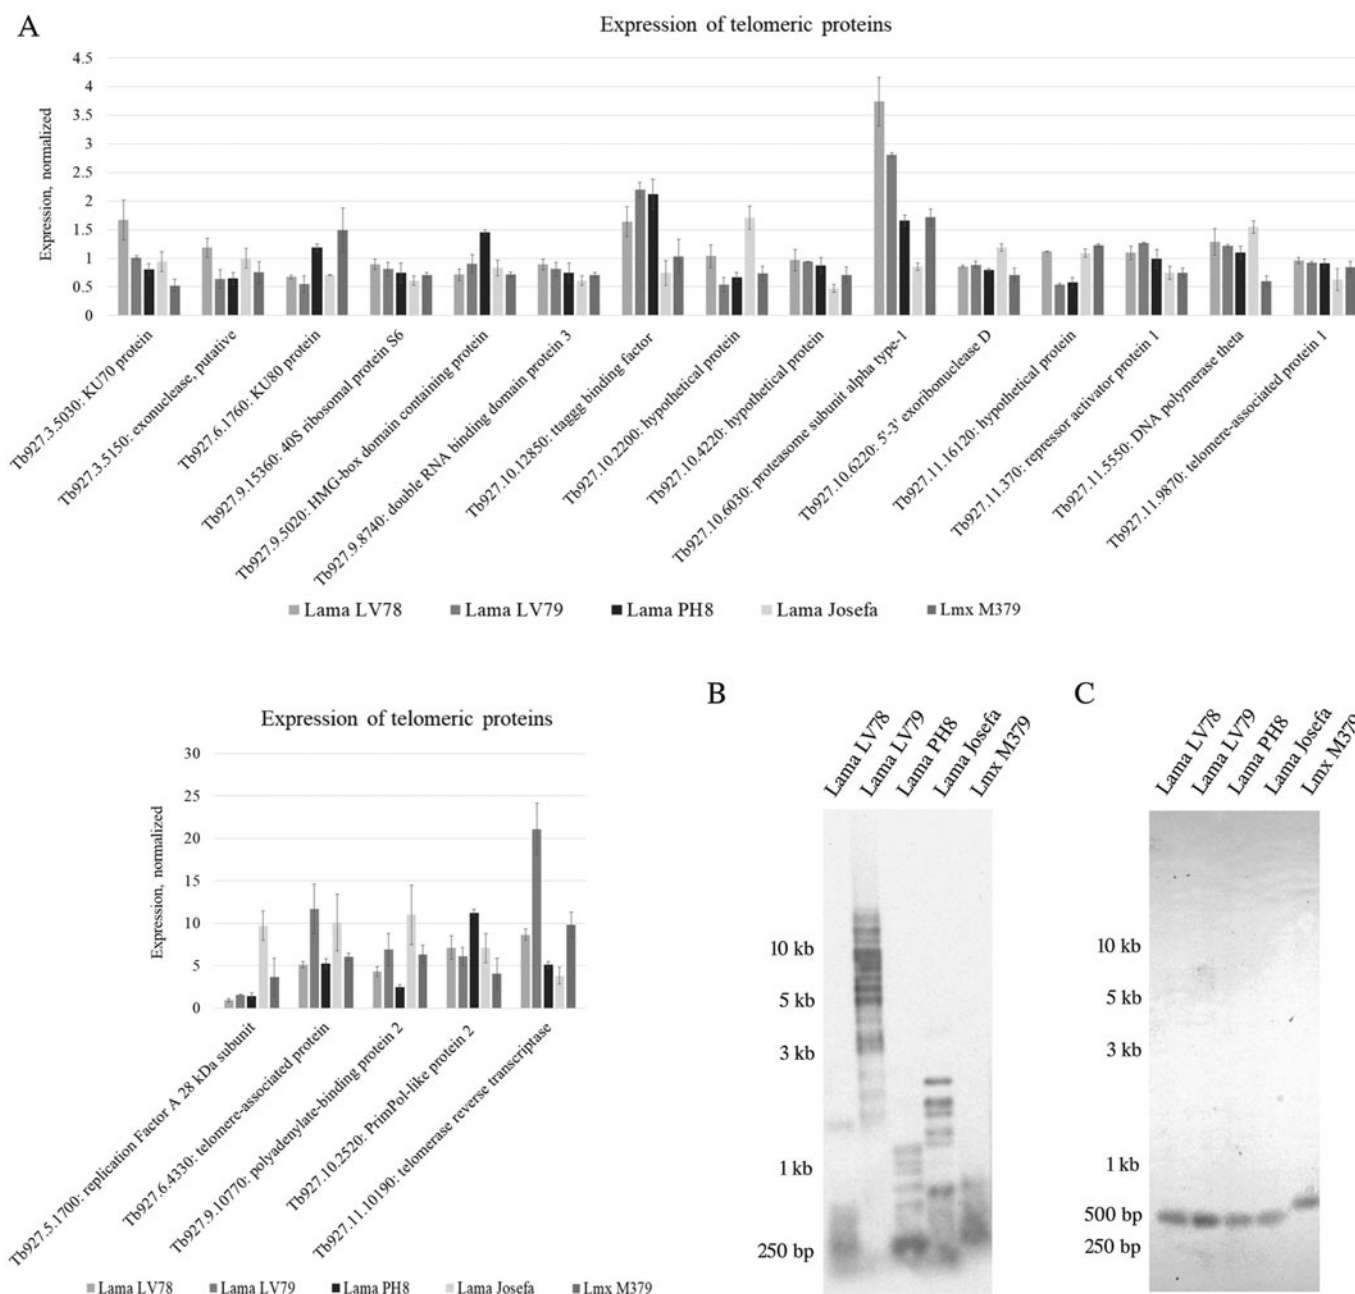 A
Expression of telomeric proteins
Expression, normalized
4.5
4
3.5
3
2.5
2
1.5
1
0.5
0
Tb927.3.5030: KU70 protein
Tb927.3.5150: exonuclease, putative
Tb927.6.1760: KU80 protein
Tb927.9.15360: 40S ribosomal protein S6
Tb927.9.5020: HMG-box domain containing protein
Tb927.9.8740: double RNA binding domain protein 3
Tb927.10.12850: ttaggg binding factor
Tb927.10.2200: hypothetical protein
Tb927.10.4220: hypothetical protein
Tb927.10.6030: proteasome subunit alpha type-1
Tb927.10.6220: 5'-3' exoribonuclease D
Tb927.11.16120: hypothetical protein
Tb927.11.370: repressor activator protein 1
Tb927.11.5550: DNA polymerase theta
Tb927.11.9870: telomere-associated protein 1
Lama LV78 Lama LV79 Lama PH8 Lama Josefa Lmx M379
Expression of telomeric proteins
Expression, normalized
30
25
20
15
10
5
0
Tb927.5.1700: replication Factor A 28 kDa subunit
Tb927.6.4330: telomere-associated protein
Tb927.9.10770: polyadenylate-binding protein 2
Tb927.10.2520: PrimPol-like protein 2
Tb927.11.10190: telomerase reverse transcriptase
Lama LV78 Lama LV79 Lama PH8 Lama Josefa Lmx M379
B
Lama LV78
Lama LV79
Lama PH8
Lama Josefa
Lmx M379
10 kb
5 kb
3 kb
1 kb
250 bp
C
Lama LV78
Lama LV79
Lama PH8
Lama Josefa
Lmx M379
10 kb
5 kb
3 kb
1 kb
500 bp
250 bp